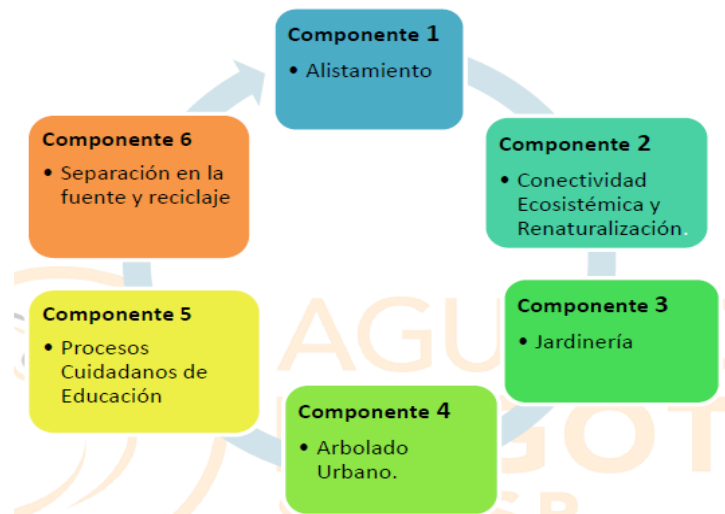 Componente 1
• Alistamiento
Componente 2
• Conectividad
Ecosistémica y
Renaturalización.
Componente 3
• Jardinería
Componente 4
• Arbolado
Urbano.
Componente 5
• Procesos
Cuidadanos de
Educación
Componente 6
• Separación en la
fuente y reciclaje